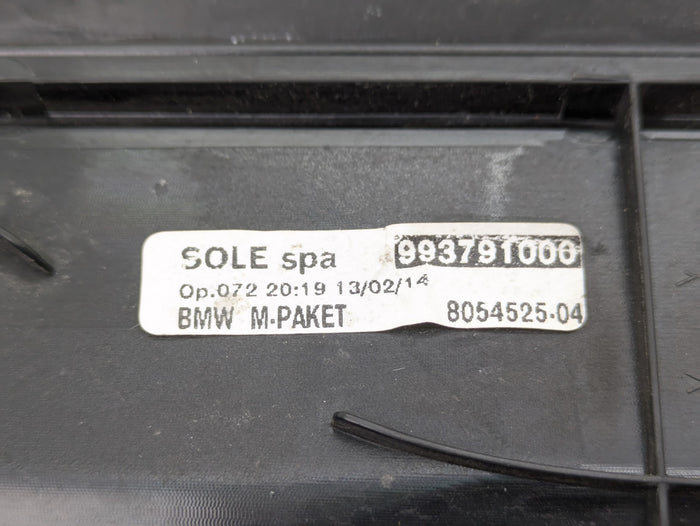 SOLE spa 993791000
Op.072 20:19 13/02/14
BMW M-PAKET 8054525-04